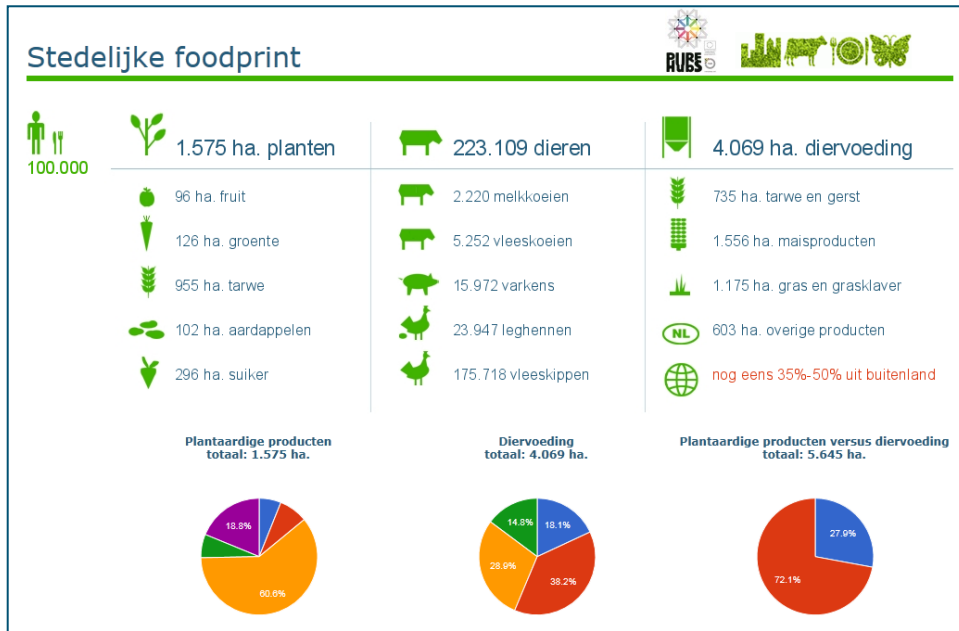 Stedelijke foodprint
PUREHUBS
100.000
1.575 ha. planten
96 ha. fruit
126 ha. groente
955 ha. tarwe
102 ha. aardappelen
296 ha. suiker
223.109 dieren
2.220 melkkoeien
5.252 vleeskoeien
15.972 varkens
23.947 leghennen
175.718 vleeskippen
4.069 ha. diervoeding
735 ha. tarwe en gerst
1.556 ha. maisproducten
1.175 ha. gras en grasklaver
NL
603 ha. overige producten
nog eens 35%-50% uit buitenland
Plantaardige producten
totaal: 1.575 ha.
18.8%
60.6%
Diervoeding
totaal: 4.069 ha.
14.8%
18.1%
28.9%
38.2%
Plantaardige producten versus diervoeding
totaal: 5.645 ha.
27.9%
72.1%